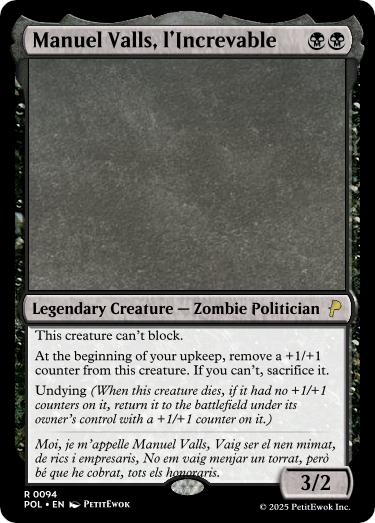 Manuel Valls, l'Increvable
Legendary Creature — Zombie Politician
This creature can't block.
At the beginning of your upkeep, remove a +1/+1
counter from this creature. If you can't, sacrifice it.
Undying (When this creature dies, if it had no +1/+1
counters on it, return it to the battlefield under its
owner's control with a +1/+1 counter on it.)
Moi, je m'appelle Manuel Valls, Vaig ser el nen mimat,
de rics i empresaris, No em vaig menjar un torrat, però
bé que he cobrat, tots els honoraris.
3/2
R 0094
POL • EN PetitEwok
© 2025 PetitEwok Inc.